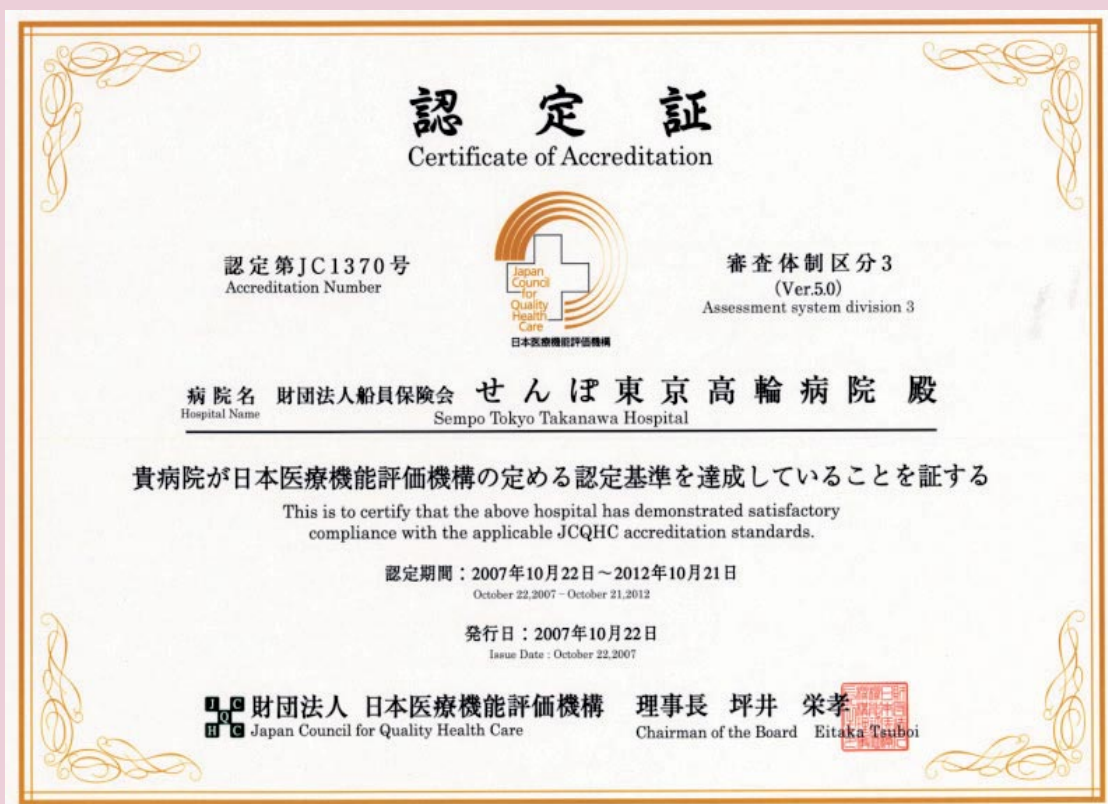 認定証
Certificate of Accreditation
認定第JC1370号
Accreditation Number
Japan
Council
for
Quality
Health
Care
日本医療機能評価機構
審査体制区分3
(Ver.5.0)
Assessment system division 3
病院名 財団法人船員保険会 せんぽ東京高輪病院 殿
Hospital Name Sempo Tokyo Takanawa Hospital
貴病院が日本医療機能評価機構の定める認定基準を達成していることを証する
This is to certify that the above hospital has demonstrated satisfactory
compliance with the applicable JCQHC accreditation standards.
認定期間：2007年10月22日～2012年10月21日
October 22,2007 – October 21,2012
発行日：2007年10月22日
Issue Date : October 22,2007
J C
Q
H C
財団法人 日本医療機能評価機構
Japan Council for Quality Health Care
理事長 坪井 栄孝
Chairman of the Board Eitaka Tsuboi